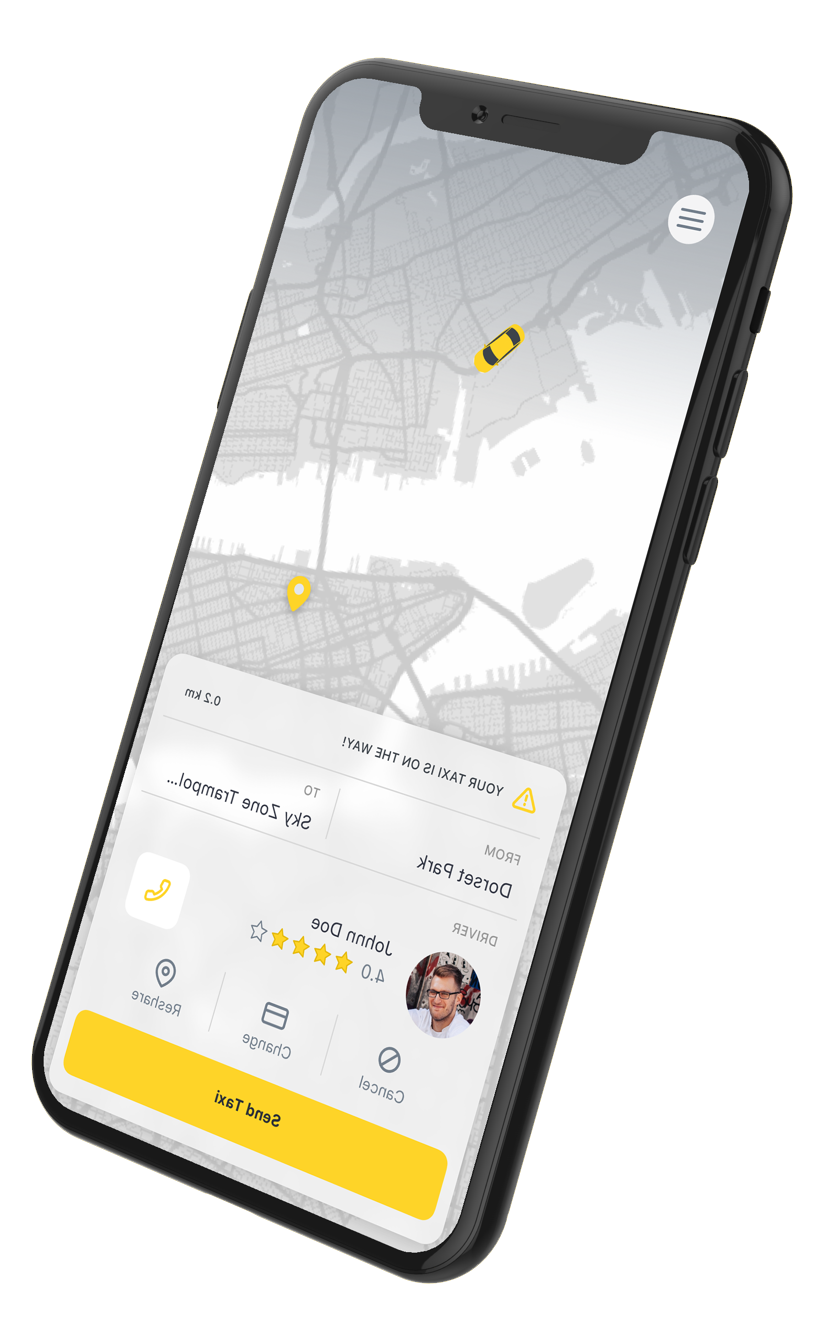 YOUR TAXI IS ON THE WAY!
0.2 km
FROM
Dorset Park
TO
Sky Zone Trampol...
DRIVER
Johnn Doe
4.0
Cancel
Change
Reshare
Send Taxi